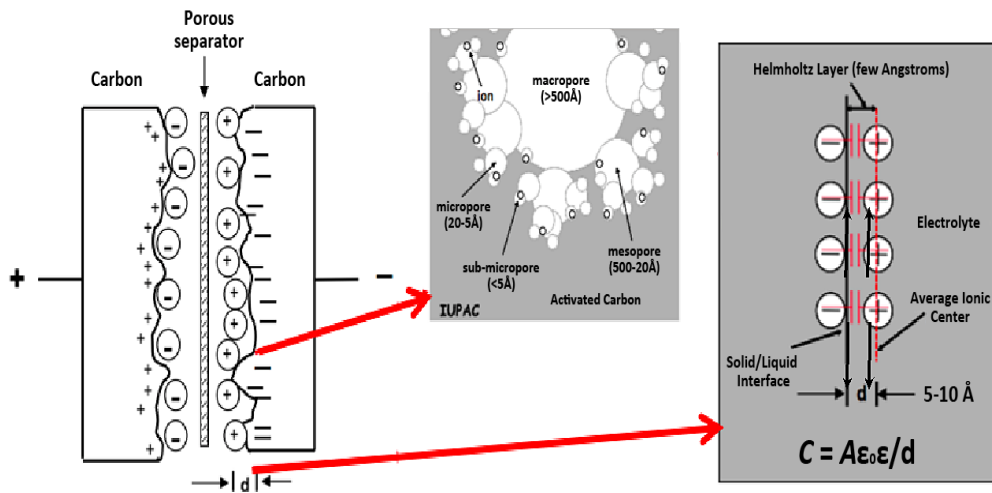 Porous
separator
Carbon
Carbon
+
−
d
ion
macropore
(>500Å)
micropore
(20-5Å)
sub-micropore
(<5Å)
mesopore
(500-20Å)
IUPAC
Activated Carbon
Helmholtz Layer (few Angstroms)
Electrolyte
Average Ionic
Center
Solid/Liquid
Interface
d
5-10 Å
C = Aε₀ε/d